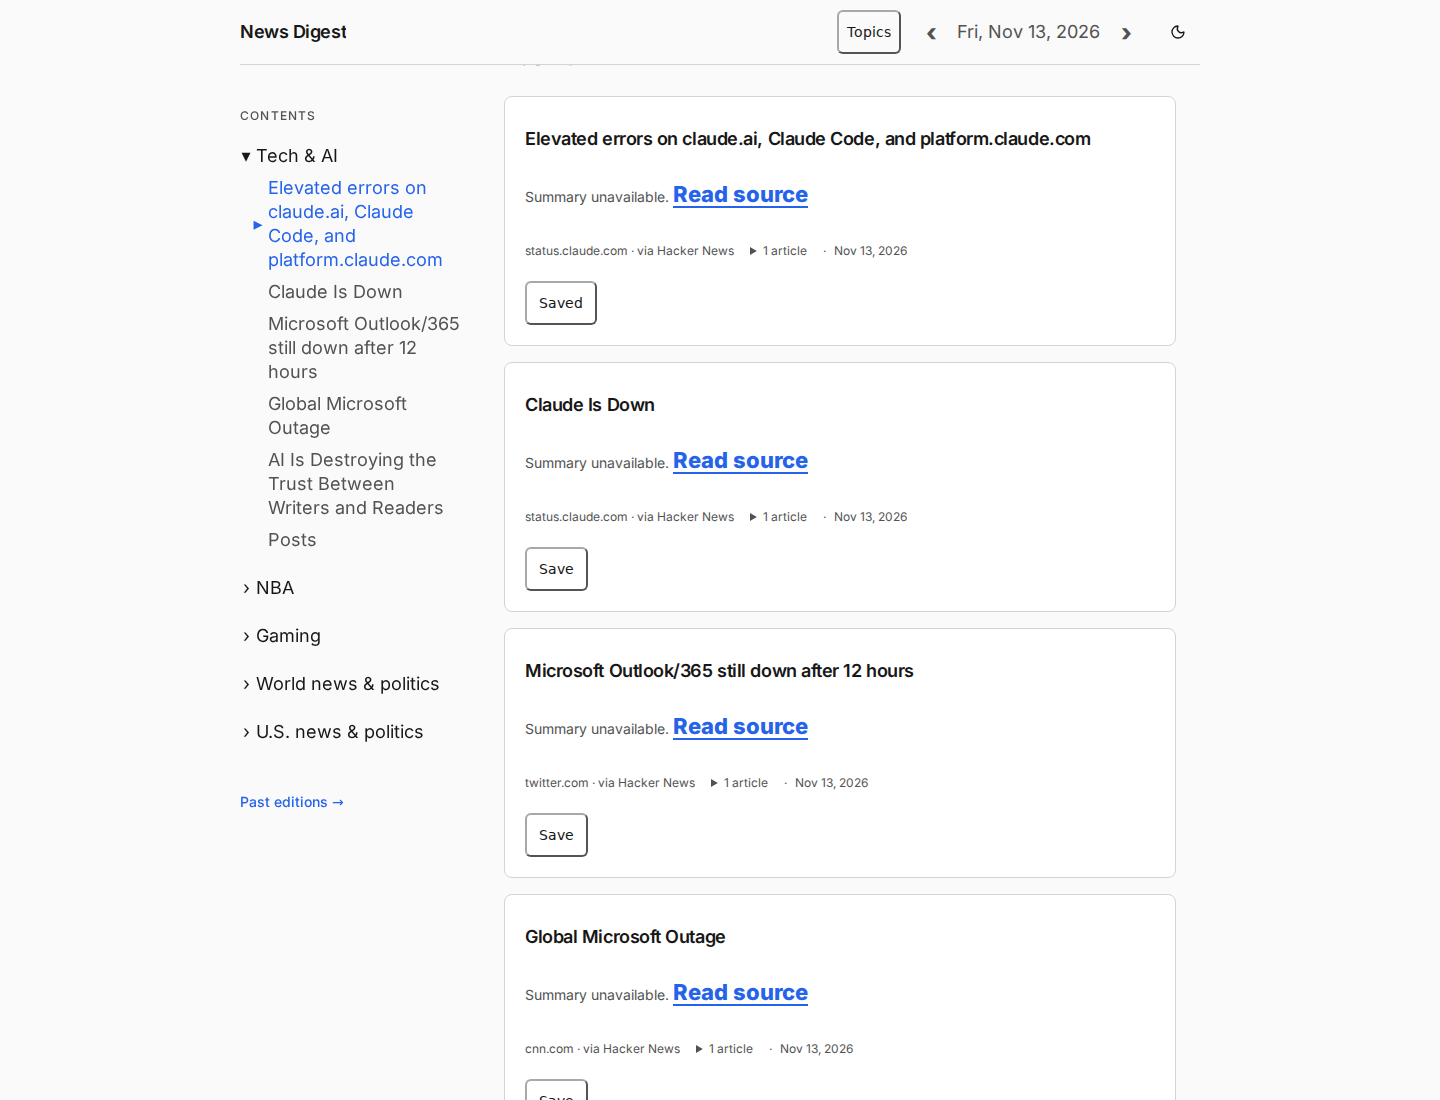 News Digest
Topics
‹ Fri, Nov 13, 2026 ›
CONTENTS
▾ Tech & AI
▸ Elevated errors on
claude.ai, Claude
Code, and
platform.claude.com
Claude Is Down
Microsoft Outlook/365
still down after 12
hours
Global Microsoft
Outage
AI Is Destroying the
Trust Between
Writers and Readers
Posts
› NBA
› Gaming
› World news & politics
› U.S. news & politics
Past editions →
Elevated errors on claude.ai, Claude Code, and platform.claude.com
Summary unavailable. Read source
status.claude.com · via Hacker News ▶ 1 article · Nov 13, 2026
Saved
Claude Is Down
Summary unavailable. Read source
status.claude.com · via Hacker News ▶ 1 article · Nov 13, 2026
Save
Microsoft Outlook/365 still down after 12 hours
Summary unavailable. Read source
twitter.com · via Hacker News ▶ 1 article · Nov 13, 2026
Save
Global Microsoft Outage
Summary unavailable. Read source
cnn.com · via Hacker News ▶ 1 article · Nov 13, 2026
Save